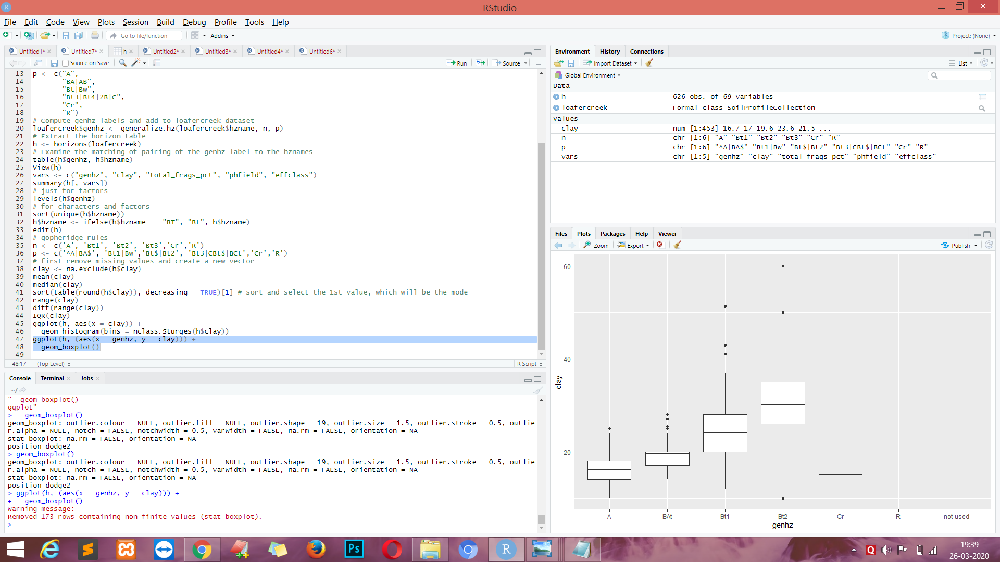 RStudio
File Edit Code View Plots Session Build Debug Profile Tools Help
Go to file/function Addins Project: (None)
Untitled1* Untitled7* h Untitled2* Untitled3* Untitled4* Untitled6*
Source on Save Run Source
13 p <- c("A",
14 "BA|AB",
15 "Bt|Bw",
16 "Bt3|Bt4|2B|C",
17 "Cr",
18 "R")
19 # Compute genhz labels and add to loafercreek dataset
20 loafercreek$genhz <- generalize.hz(loafercreek$hzname, n, p)
21 # Extract the horizon table
22 h <- horizons(loafercreek)
23 # Examine the matching of pairing of the genhz label to the hznames
24 table(h$genhz, h$hzname)
25 View(h)
26 vars <- c("genhz", "clay", "total_frags_pct", "phfield", "effclass")
27 summary(h[, vars])
28 # just for factors
29 levels(h$genhz)
30 # for characters and factors
31 sort(unique(h$hzname))
32 h$hzname <- ifelse(h$hzname == "BT", "Bt", h$hzname)
33 edit(h)
34 # gopheridge rules
35 n <- c('A', 'Bt1', 'Bt2', 'Bt3','Cr','R')
36 p <- c('^A|BA$', 'Bt1|Bw','Bt$|Bt2', 'Bt3|CBt$|BCt','Cr','R')
37 # first remove missing values and create a new vector
38 clay <- na.exclude(h$clay)
39 mean(clay)
40 median(clay)
41 sort(table(round(h$clay)), decreasing = TRUE)[1] # sort and select the 1st value, which will be the mode
42 range(clay)
43 diff(range(clay))
44 IQR(clay)
45 ggplot(h, aes(x = clay)) +
46 geom_histogram(bins = nclass.Sturges(h$clay))
47 ggplot(h, (aes(x = genhz, y = clay))) +
48 geom_boxplot()
49
48:17 (Top Level) R Script
Console Terminal Jobs
~/
" geom_boxplot()
ggplot"
> geom_boxplot()
geom_boxplot: outlier.colour = NULL, outlier.fill = NULL, outlier.shape = 19, outlier.size = 1.5, outlier.stroke = 0.5, outlie
r.alpha = NULL, notch = FALSE, notchwidth = 0.5, varwidth = FALSE, na.rm = FALSE, orientation = NA
stat_boxplot: na.rm = FALSE, orientation = NA
position_dodge2
> geom_boxplot()
geom_boxplot: outlier.colour = NULL, outlier.fill = NULL, outlier.shape = 19, outlier.size = 1.5, outlier.stroke = 0.5, outlie
r.alpha = NULL, notch = FALSE, notchwidth = 0.5, varwidth = FALSE, na.rm = FALSE, orientation = NA
stat_boxplot: na.rm = FALSE, orientation = NA
position_dodge2
> ggplot(h, (aes(x = genhz, y = clay))) +
+ geom_boxplot()
Warning message:
Removed 173 rows containing non-finite values (stat_boxplot).
>
Environment History Connections
Import Dataset List
Global Environment
Data
h 626 obs. of 69 variables
loafercreek Formal class SoilProfileCollection
Values
clay num [1:453] 16.7 17 19.6 23.6 21.5 ...
n chr [1:6] "A" "Bt1" "Bt2" "Bt3" "Cr" "R"
p chr [1:6] "^A|BA$" "Bt1|Bw" "Bt$|Bt2" "Bt3|CBt$|BCt" "Cr" "R"
vars chr [1:5] "genhz" "clay" "total_frags_pct" "phfield" "effclass"
Files Plots Packages Help Viewer
Zoom Export Publish
60
40
20
clay
A BAt Bt1 Bt2 Cr R not-used
genhz
Ps R Q
19:39
26-03-2020